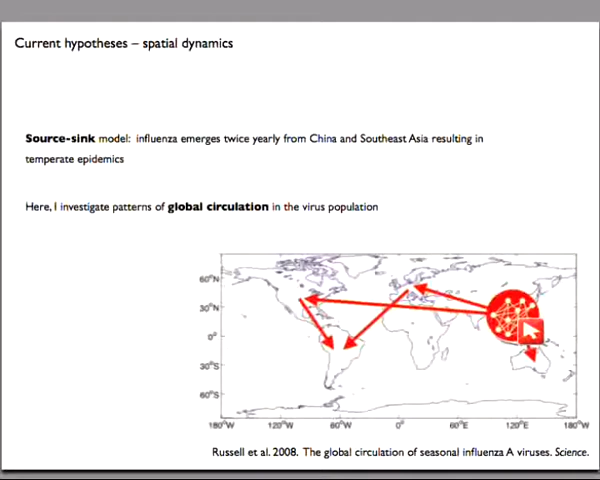 Current hypotheses – spatial dynamics
Source-sink model: influenza emerges twice yearly from China and Southeast Asia resulting in
temperate epidemics
Here, I investigate patterns of global circulation in the virus population
60°N
30°N
0°
30°S
60°S
180°W 120°W 60°W 0° 60°E 120°E 180°W
Russell et al. 2008. The global circulation of seasonal influenza A viruses. Science.